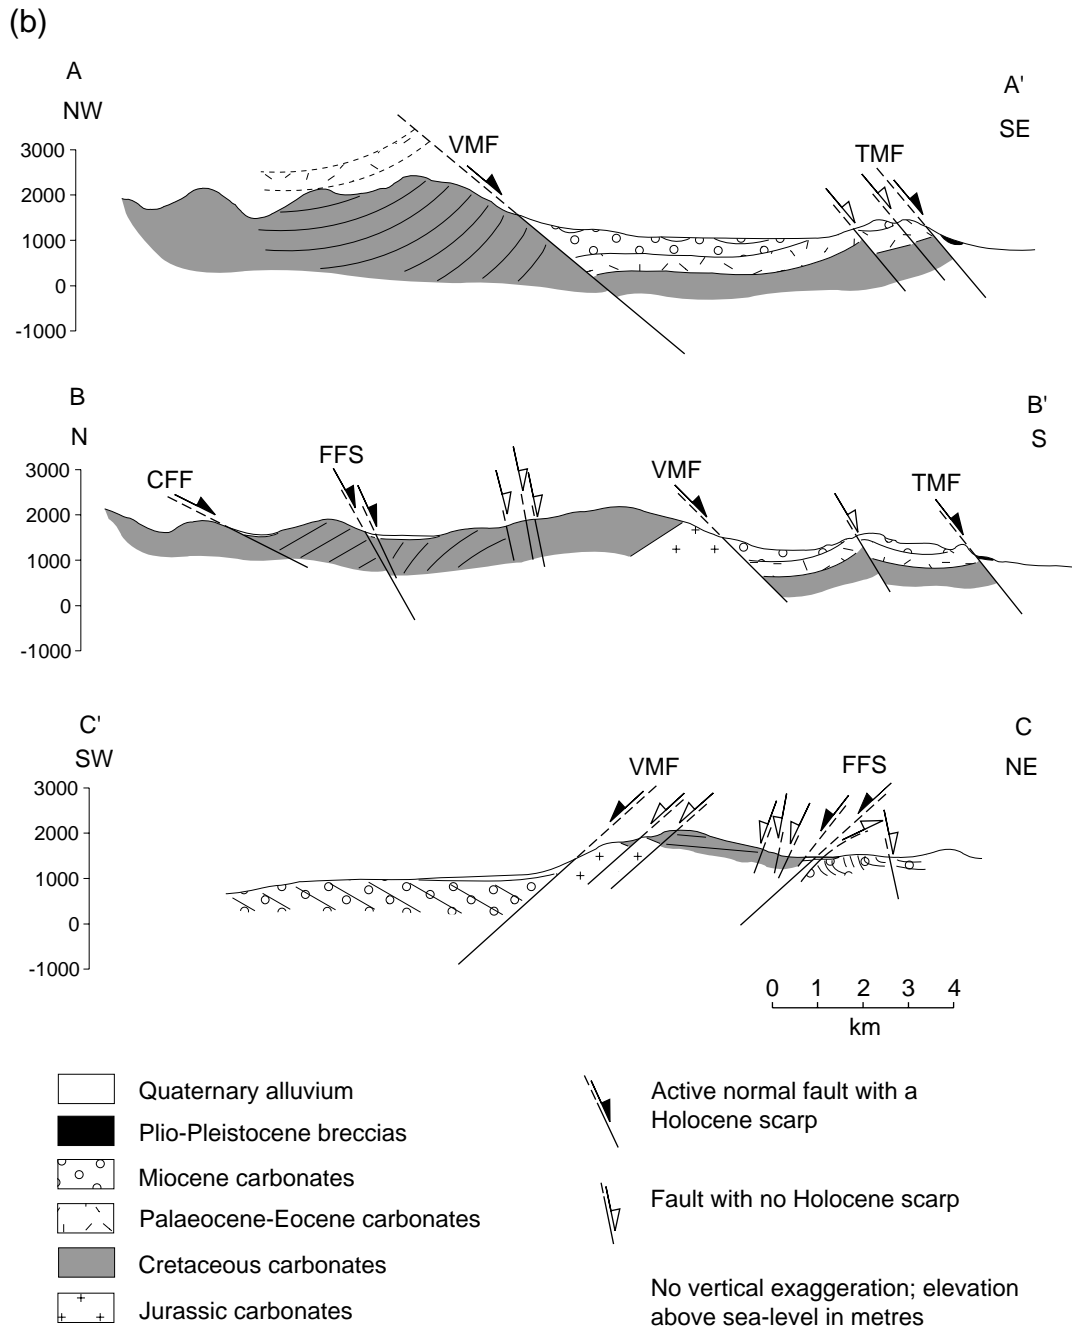 (b)
A
NW
A'
SE
VMF
TMF
3000
2000
1000
0
-1000
B
N
B'
S
CFF
FFS
VMF
TMF
3000
2000
1000
0
-1000
C'
SW
C
NE
VMF
FFS
3000
2000
1000
0
-1000
0 1 2 3 4
km
Quaternary alluvium
Plio-Pleistocene breccias
Miocene carbonates
Palaeocene-Eocene carbonates
Cretaceous carbonates
Jurassic carbonates
Active normal fault with a
Holocene scarp
Fault with no Holocene scarp
No vertical exaggeration; elevation
above sea-level in metres